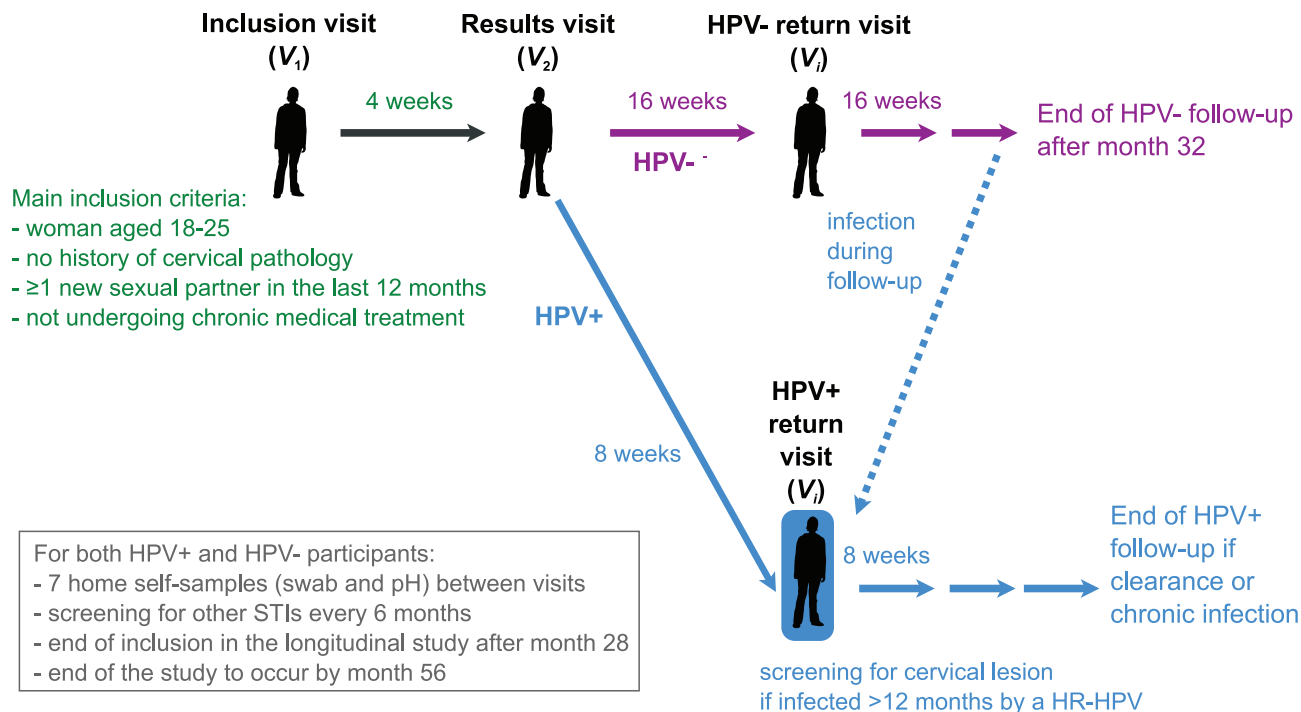 Inclusion visit
(V1)
Results visit
(V2)
HPV- return visit
(Vi)
4 weeks
16 weeks
HPV- -
16 weeks
End of HPV- follow-up
after month 32
Main inclusion criteria:
- woman aged 18-25
- no history of cervical pathology
- ≥1 new sexual partner in the last 12 months
- not undergoing chronic medical treatment
infection
during
follow-up
HPV+
8 weeks
HPV+
return
visit
(Vi)
8 weeks
End of HPV+
follow-up if
clearance or
chronic infection
For both HPV+ and HPV- participants:
- 7 home self-samples (swab and pH) between visits
- screening for other STIs every 6 months
- end of inclusion in the longitudinal study after month 28
- end of the study to occur by month 56
screening for cervical lesion
if infected >12 months by a HR-HPV